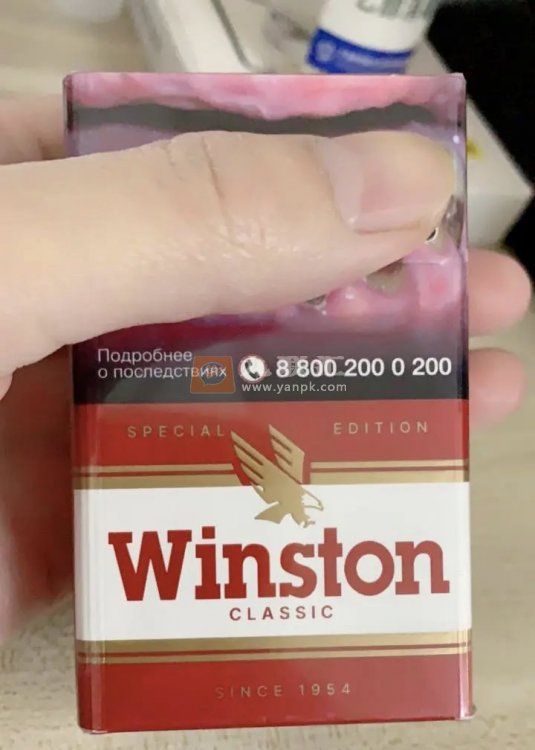 Подробнее
о последствиях 8 800 200 0 200
www.yanpk.com
SPECIAL EDITION
Winston
CLASSIC
SINCE 1954